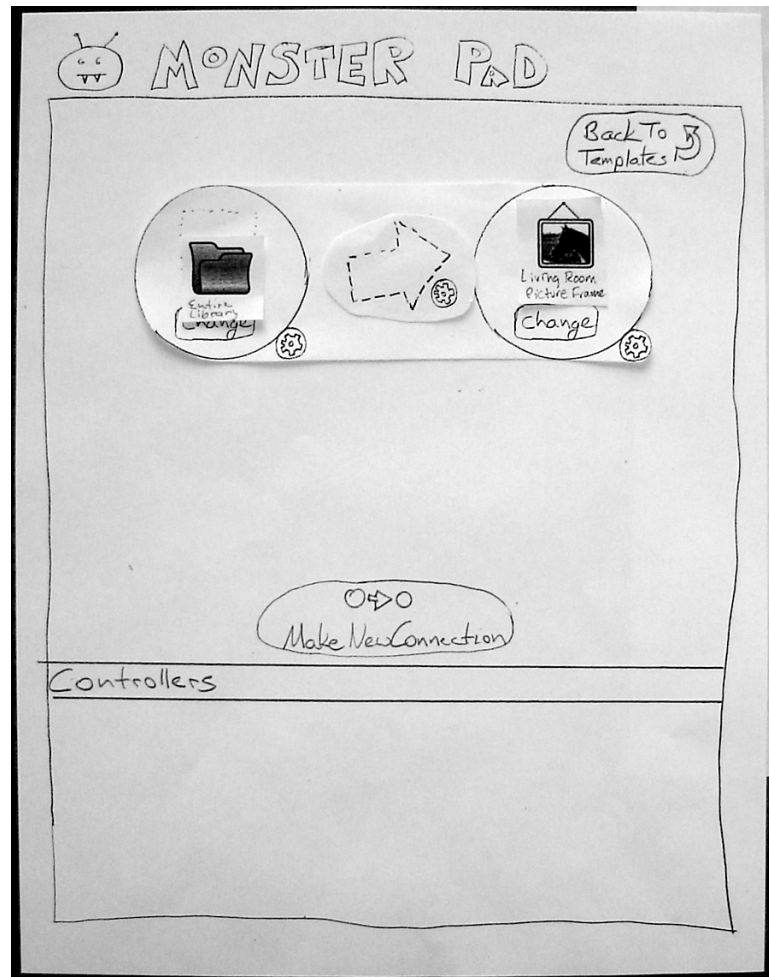 MONSTER PAD
Back To
Templates
Entire
Library
Change
Living Room
Picture Frame
Change
Make New Connection
Controllers